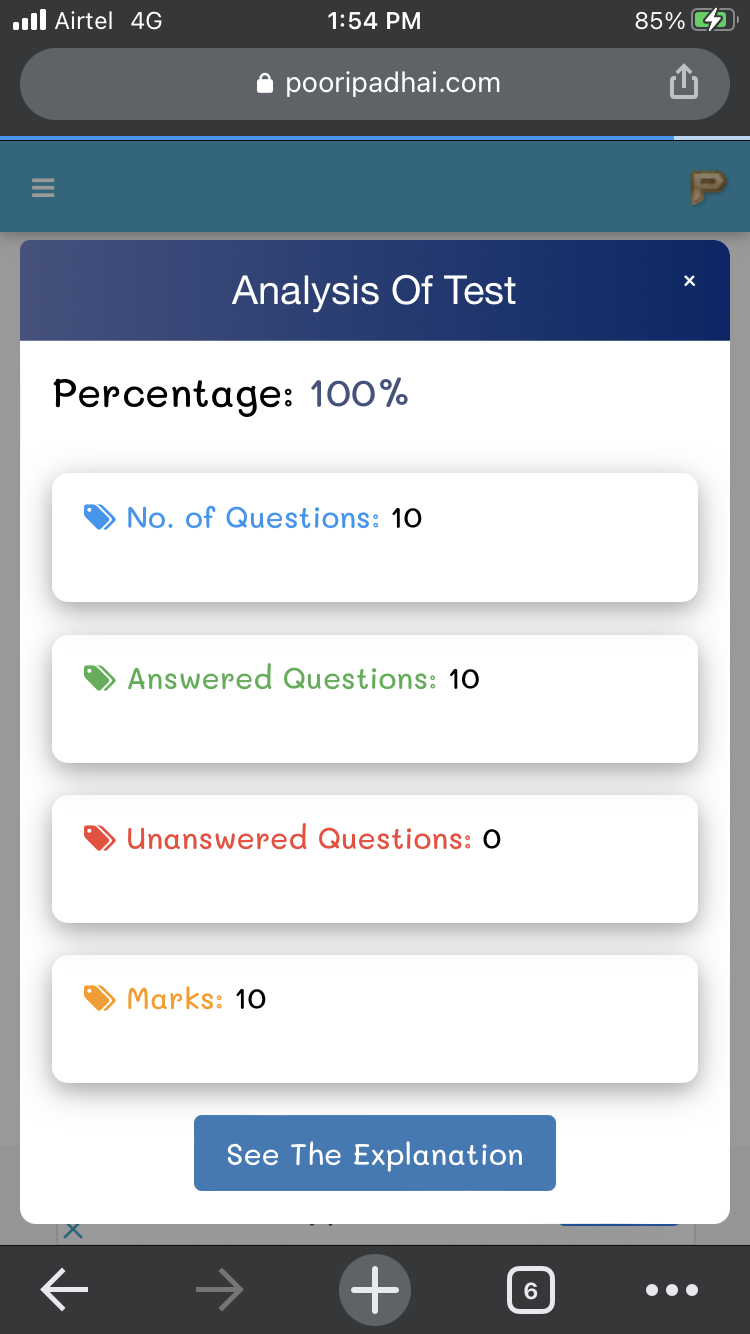 Airtel 4G 1:54 PM 85%
pooripadhai.com
P
Analysis Of Test ×
Percentage: 100%
No. of Questions: 10
Answered Questions: 10
Unanswered Questions: 0
Marks: 10
See The Explanation
6